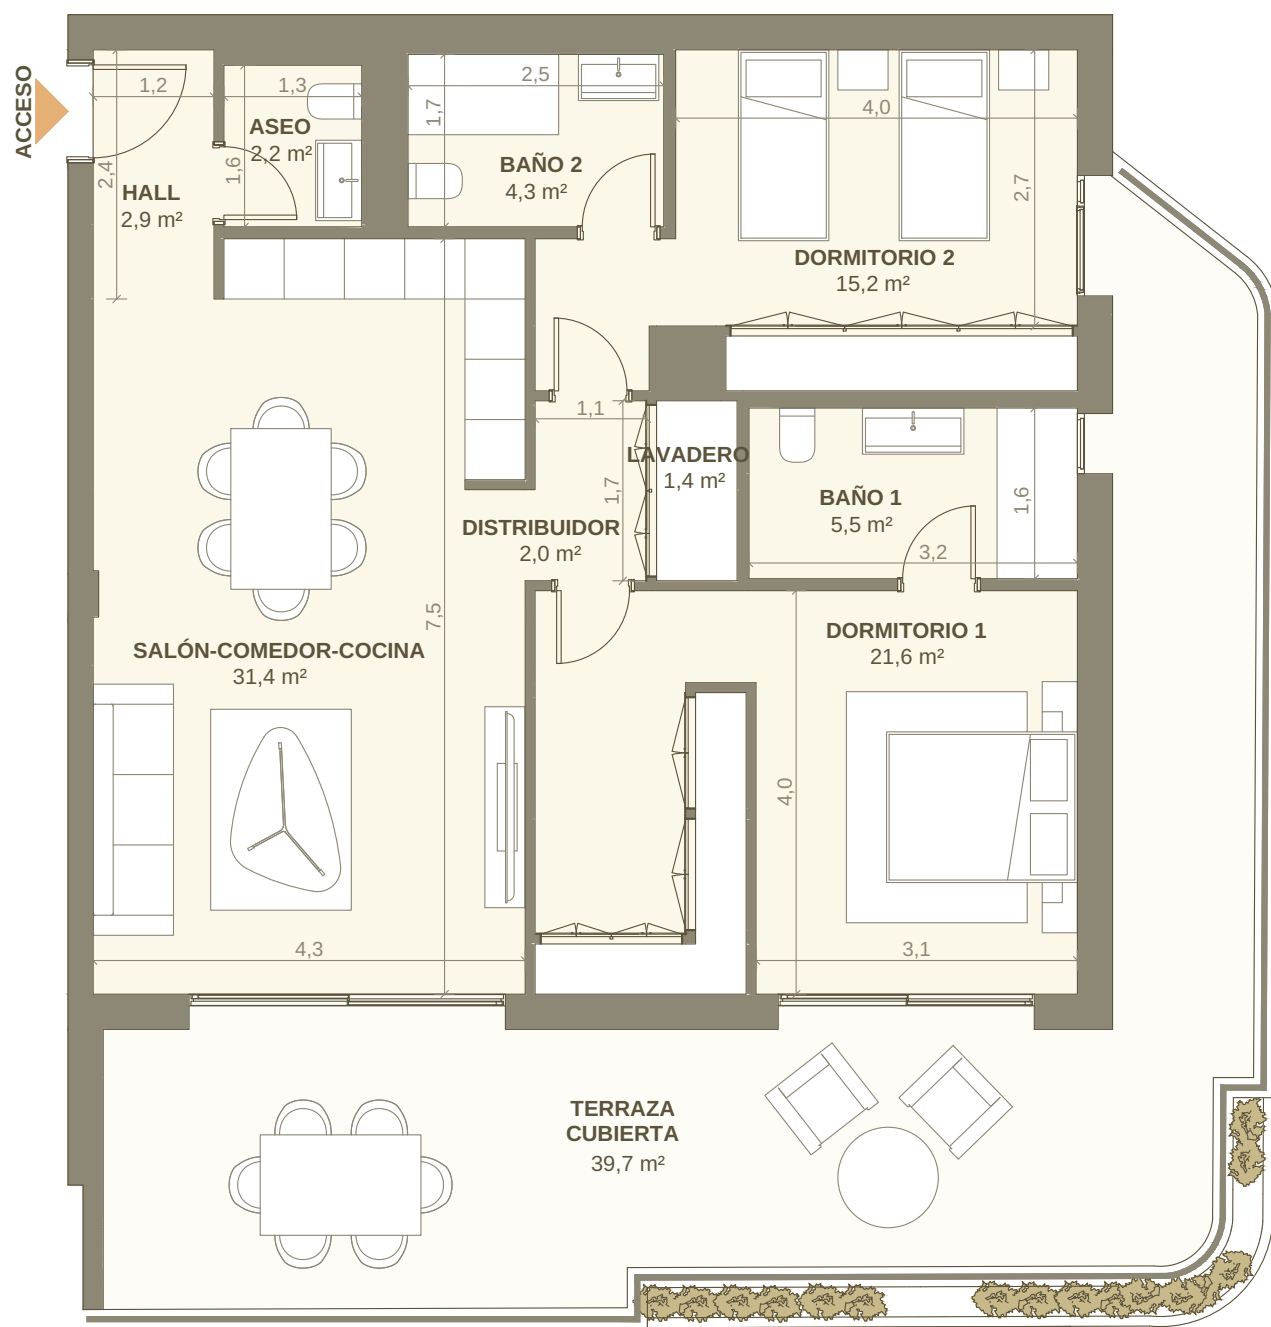 ACCESO
1,2
2,4
HALL
2,9 m²
1,3
1,6
ASEO
2,2 m²
2,5
1,7
BAÑO 2
4,3 m²
4,0
2,7
DORMITORIO 2
15,2 m²
1,1
1,7
LAVADERO
1,4 m²
DISTRIBUIDOR
2,0 m²
BAÑO 1
5,5 m²
1,6
3,2
SALÓN-COMEDOR-COCINA
31,4 m²
7,5
4,3
DORMITORIO 1
21,6 m²
4,0
3,1
TERRAZA
CUBIERTA
39,7 m²